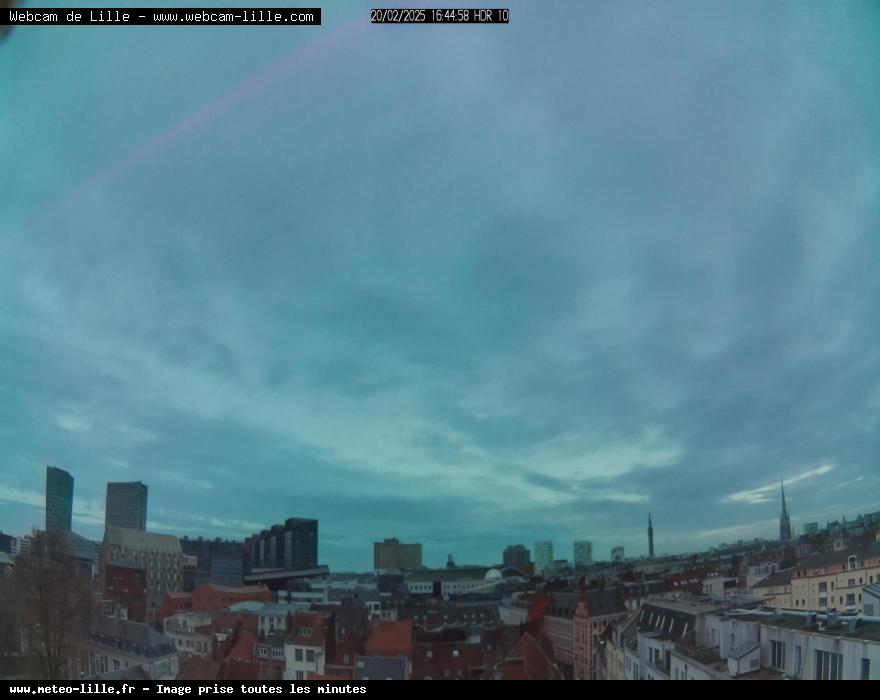 Webcam de Lille - www.webcam-lille.com
20/02/2025 16:44:58 HDR 10
www.meteo-lille.fr - Image prise toutes les minutes